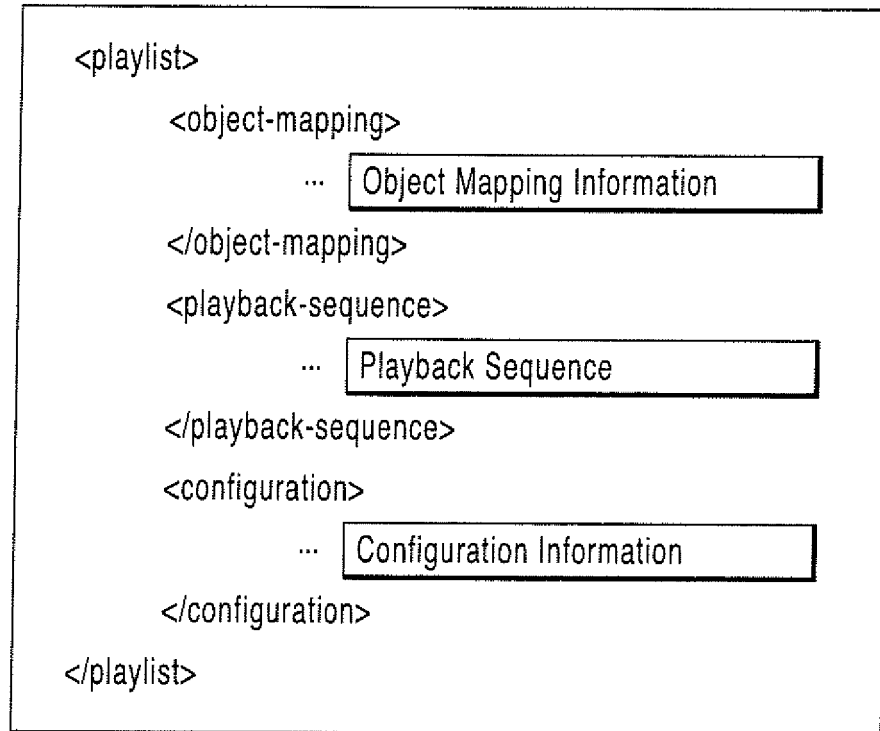 <playlist>
<object-mapping>
... Object Mapping Information
</object-mapping>
<playback-sequence>
... Playback Sequence
</playback-sequence>
<configuration>
... Configuration Information
</configuration>
</playlist>